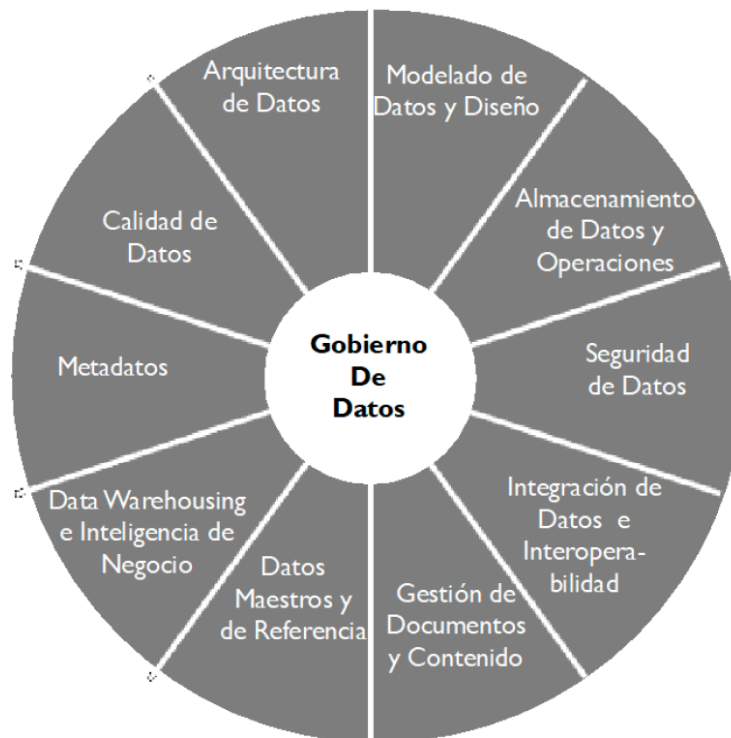 Arquitectura
de Datos
Modelado de
Datos y Diseño
Almacenamiento
de Datos y
Operaciones
Seguridad
de Datos
Integración de
Datos e
Interopera-
bilidad
Gestión de
Documentos
y Contenido
Datos
Maestros y
de Referencia
Data Warehousing
e Inteligencia de
Negocio
Metadatos
Calidad de
Datos
Gobierno
De
Datos